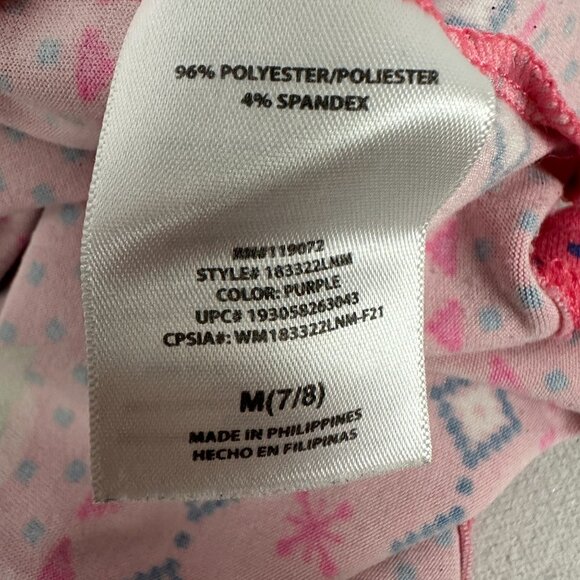 96% POLYESTER/POLIESTER
4% SPANDEX
RN#119072
STYLE# 183322LNM
COLOR: PURPLE
UPC# 193058263043
CPSIA#: WM183322LNM-F21
M(7/8)
MADE IN PHILIPPINES
HECHO EN FILIPINAS